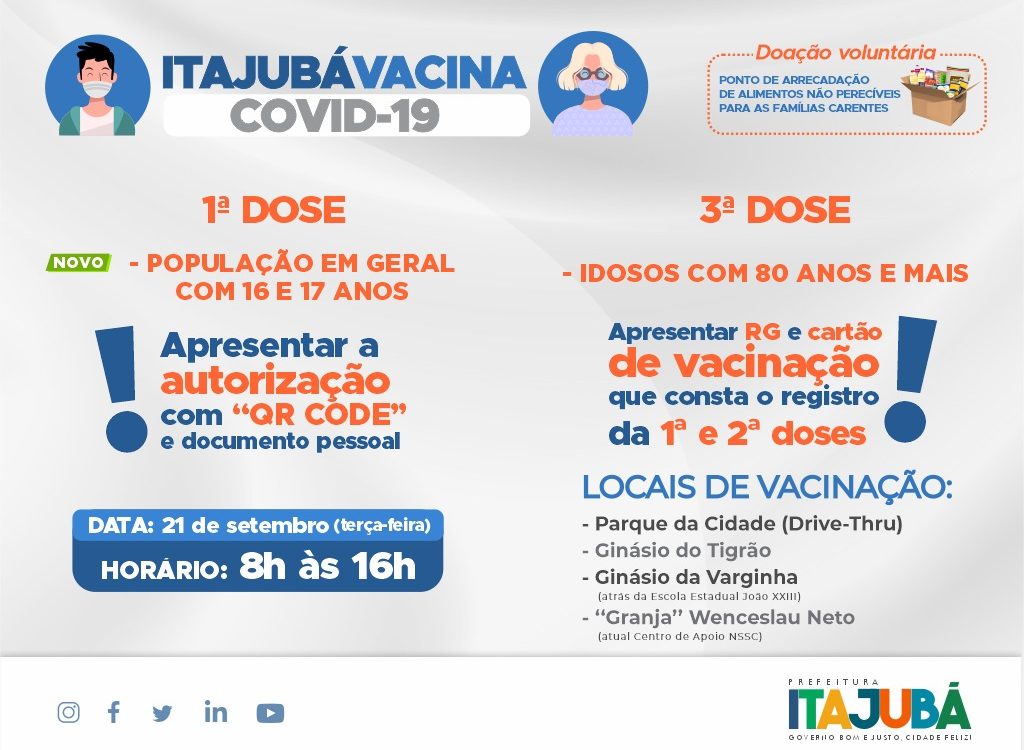 ITAJUBÁVACINA
COVID-19
Doação voluntária
PONTO DE ARRECADAÇÃO
DE ALIMENTOS NÃO PERECÍVEIS
PARA AS FAMÍLIAS CARENTES
1ª DOSE
NOVO
- POPULAÇÃO EM GERAL
COM 16 E 17 ANOS
Apresentar a
autorização
com “QR CODE”
e documento pessoal
DATA: 21 de setembro (terça-feira)
HORÁRIO: 8h às 16h
3ª DOSE
- IDOSOS COM 80 ANOS E MAIS
Apresentar RG e cartão
de vacinação
que consta o registro
da 1ª e 2ª doses
LOCAIS DE VACINAÇÃO:
- Parque da Cidade (Drive-Thru)
- Ginásio do Tigrão
- Ginásio da Varginha
(atrás da Escola Estadual João XXIII)
- “Granja” Wenceslau Neto
(atual Centro de Apoio NSSC)
PREFEITURA
ITAJUBÁ
GOVERNO BOM E JUSTO, CIDADE FELIZ!